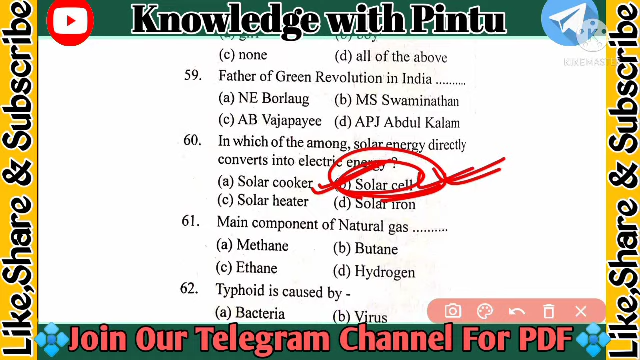 Knowledge with Pintu
KINEMASTER
(c) none (d) all of the above
59. Father of Green Revolution in India ..........
(a) NE Borlaug (b) MS Swaminathan
(c) AB Vajapayee (d) APJ Abdul Kalam
60. In which of the among, solar energy directly
converts into electric energy ?
(a) Solar cooker (b) Solar cell
(c) Solar heater (d) Solar iron
61. Main component of Natural gas ..........
(a) Methane (b) Butane
(c) Ethane (d) Hydrogen
62. Typhoid is caused by -
(a) Bacteria (b) Virus
Like,Share & Subscribe
Like,Share & Subscribe
Join Our Telegram Channel For PDF